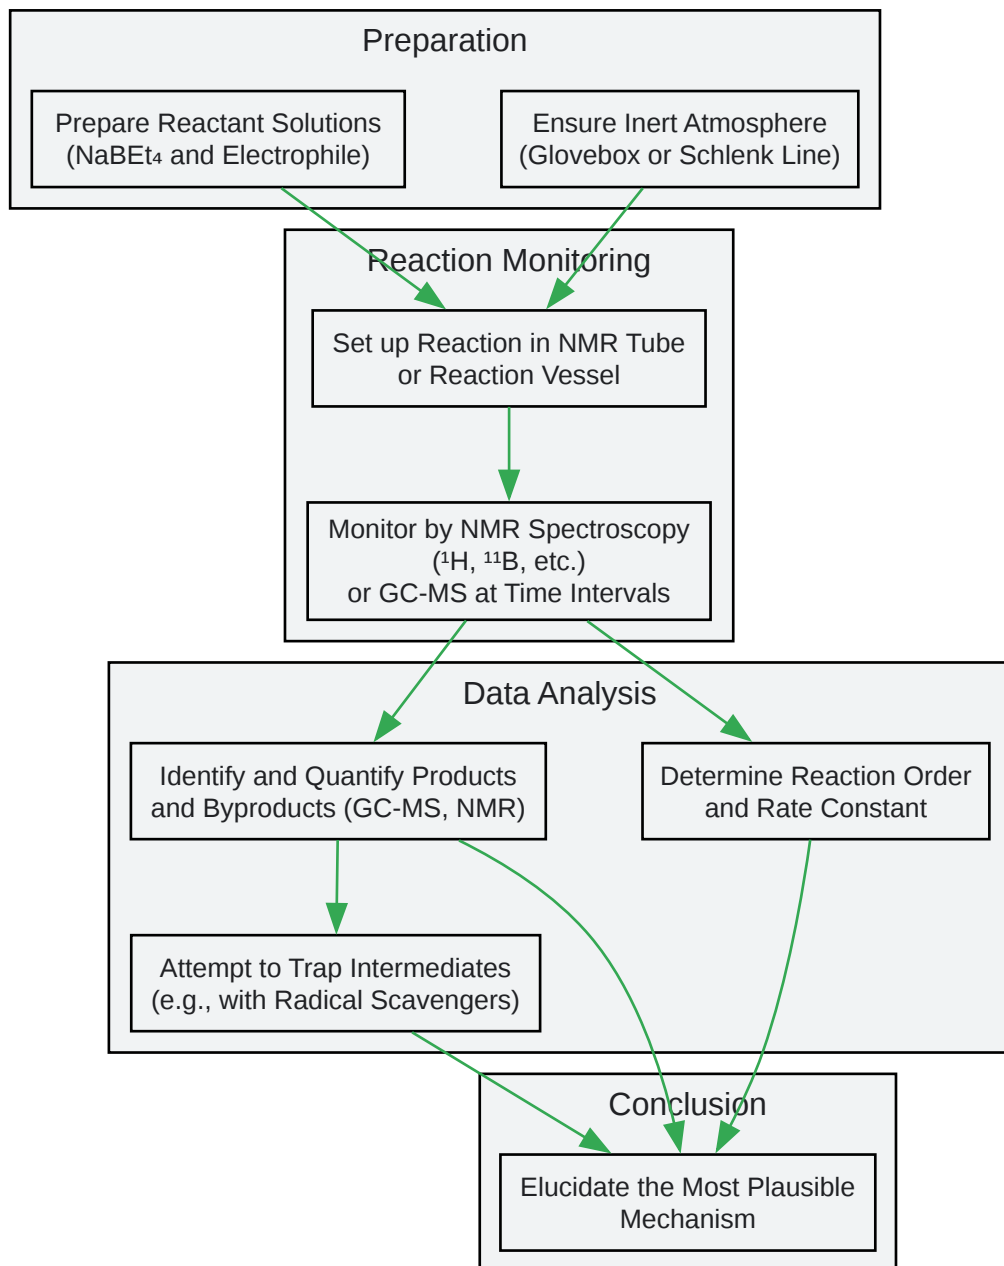 Preparation
Prepare Reactant Solutions
(NaBEt₄ and Electrophile)
Ensure Inert Atmosphere
(Glovebox or Schlenk Line)
Reaction Monitoring
Set up Reaction in NMR Tube
or Reaction Vessel
Monitor by NMR Spectroscopy
(¹H, ¹¹B, etc.)
or GC-MS at Time Intervals
Data Analysis
Identify and Quantify Products
and Byproducts (GC-MS, NMR)
Determine Reaction Order
and Rate Constant
Attempt to Trap Intermediates
(e.g., with Radical Scavengers)
Conclusion
Elucidate the Most Plausible
Mechanism